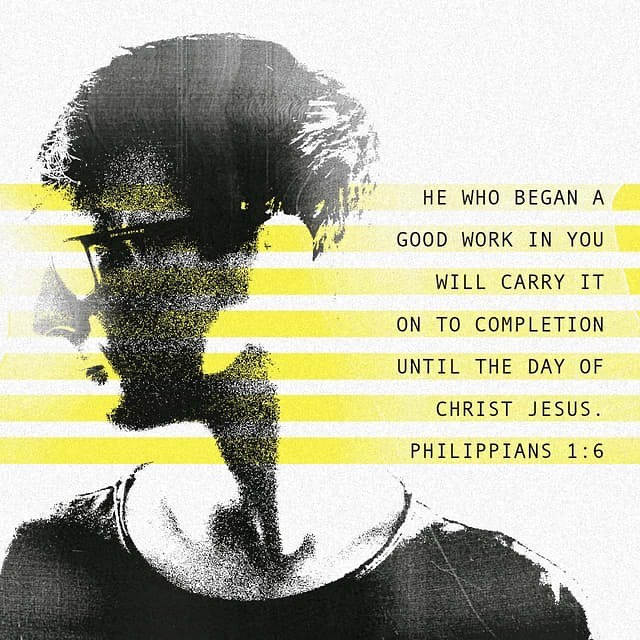 HE WHO BEGAN A
GOOD WORK IN YOU
WILL CARRY IT
ON TO COMPLETION
UNTIL THE DAY OF
CHRIST JESUS.
PHILIPPIANS 1:6